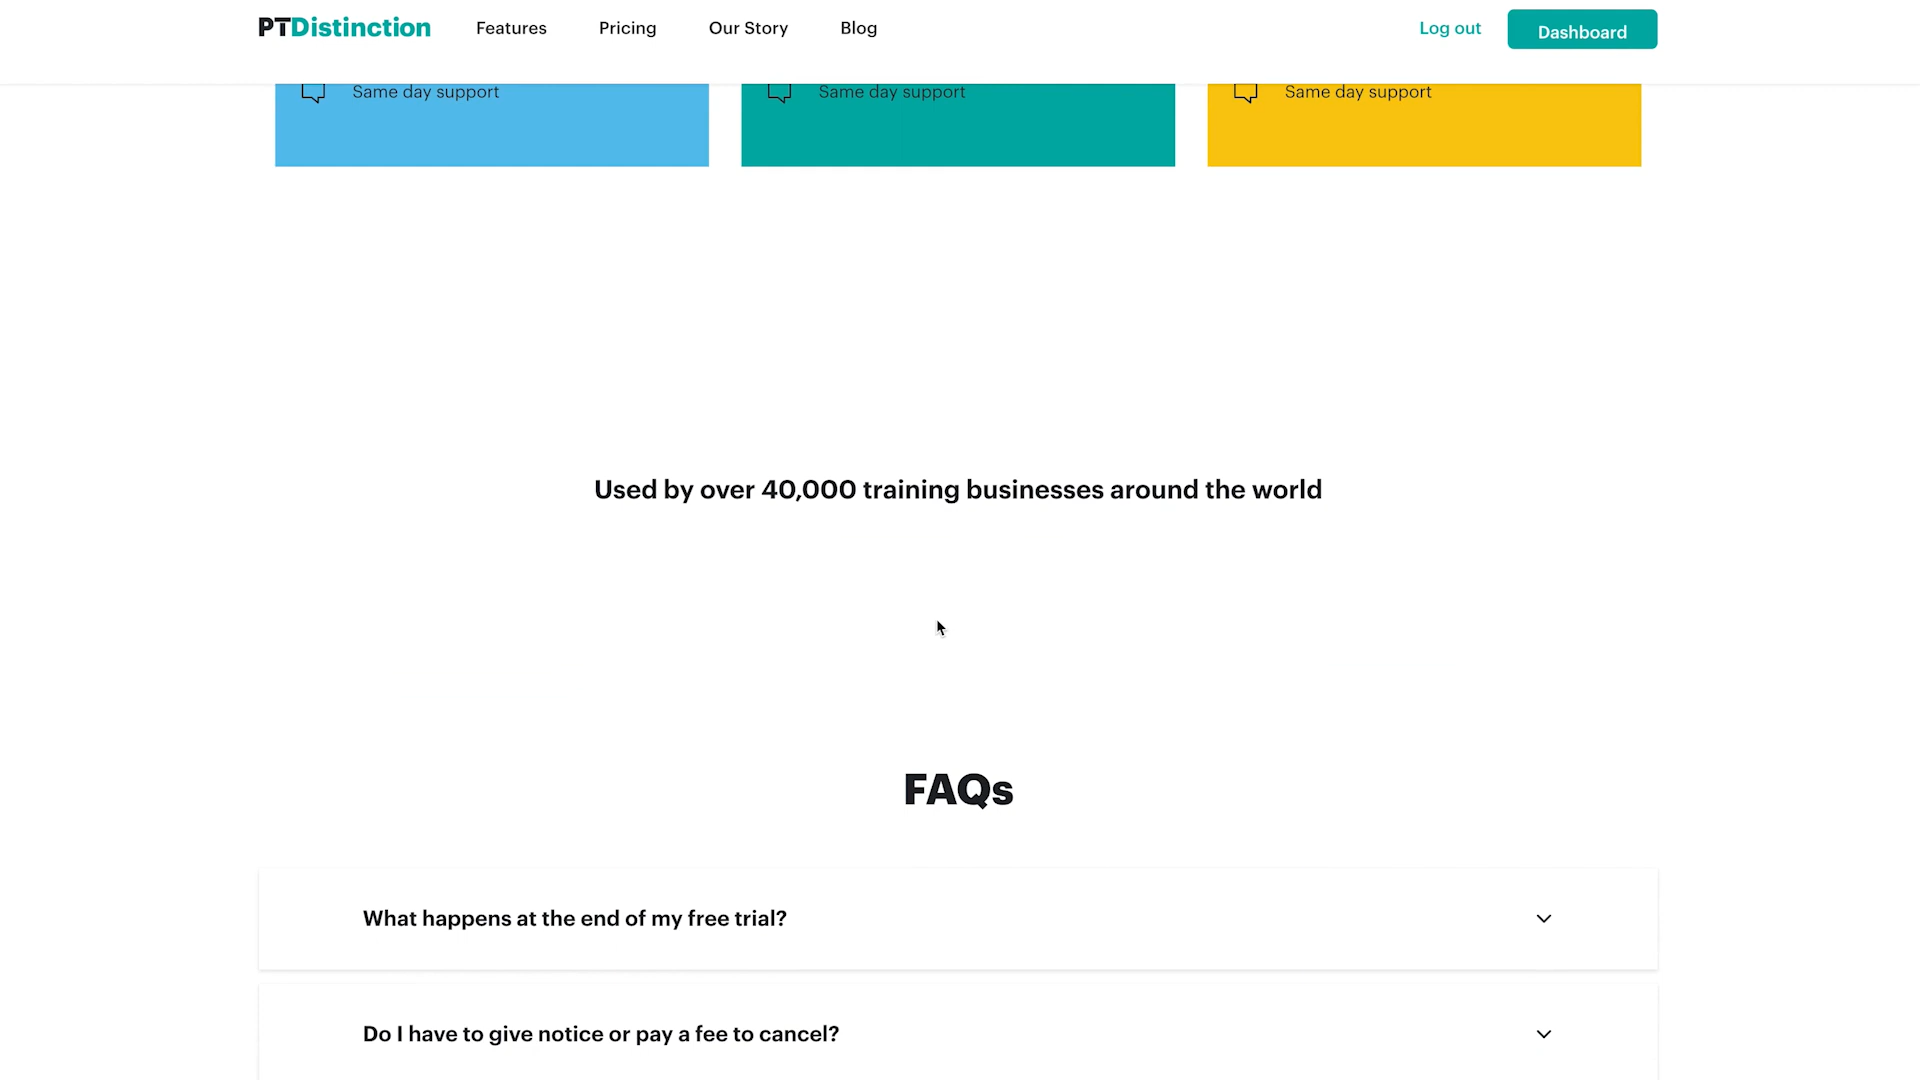 PTDistinction Features Pricing Our Story Blog Log out Dashboard
Same day support Same day support Same day support
Used by over 40,000 training businesses around the world
FAQs
What happens at the end of my free trial?
Do I have to give notice or pay a fee to cancel?